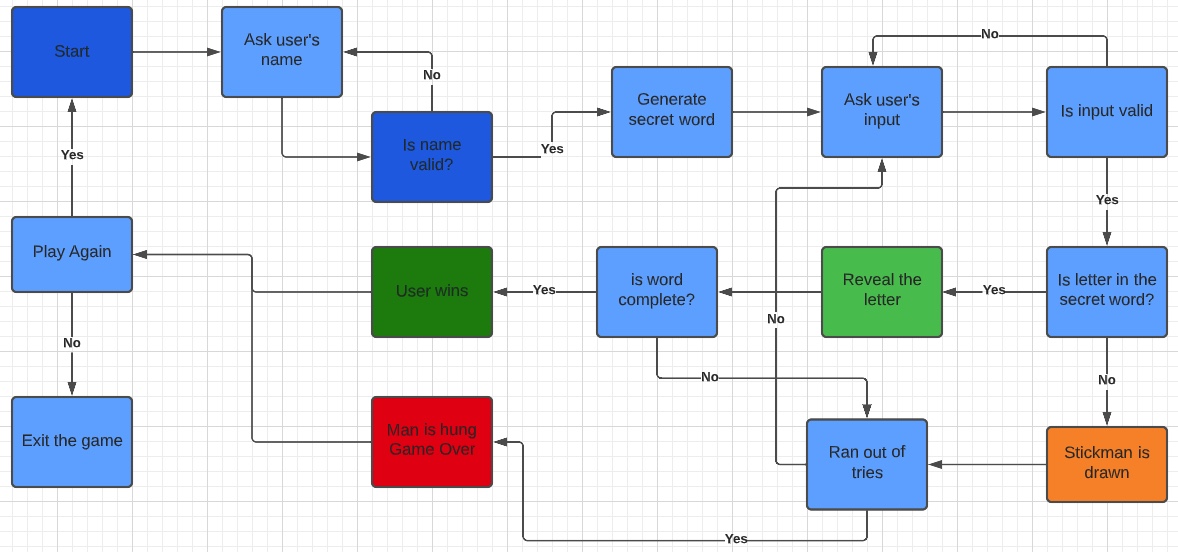 Start
Ask user's
name
No
Is name
valid?
Yes
Generate
secret word
Ask user's
input
No
Is input valid
Yes
Is letter in the
secret word?
Yes
Reveal the
letter
is word
complete?
Yes
User wins
No
No
No
Stickman is
drawn
Ran out of
tries
Yes
Man is hung
Game Over
Play Again
Yes
No
Exit the game